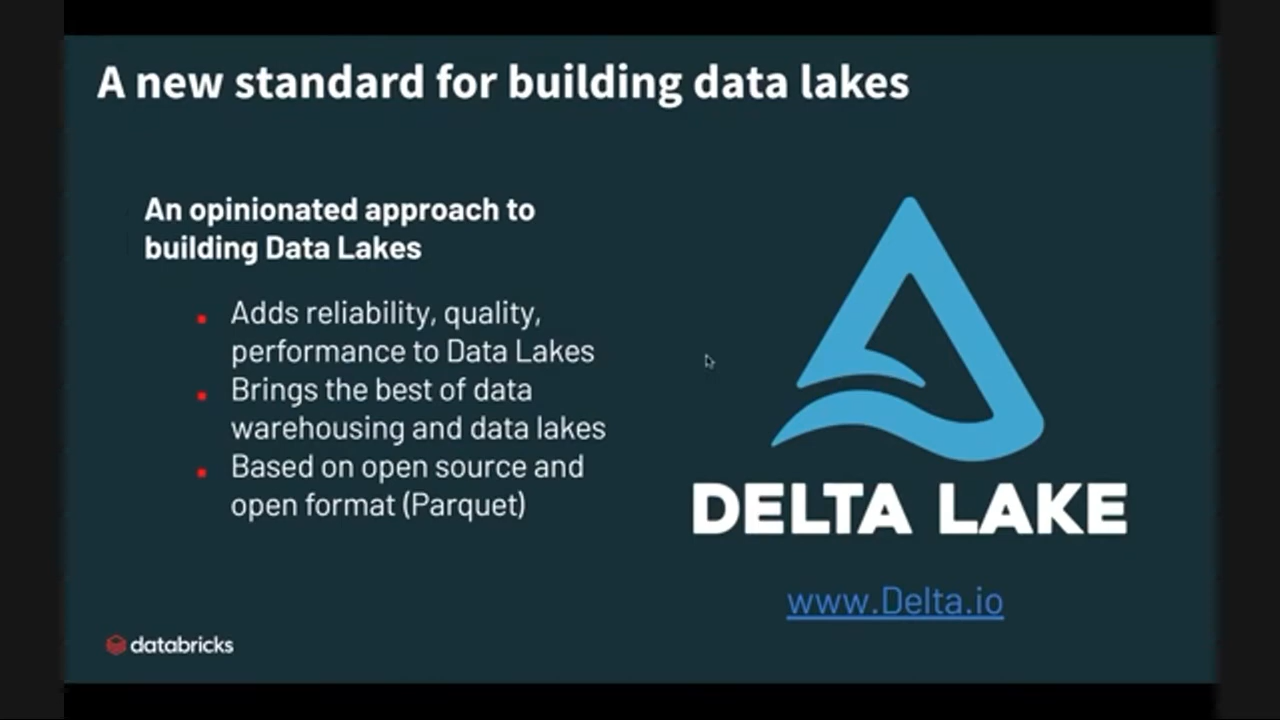 A new standard for building data lakes
An opinionated approach to
building Data Lakes
Adds reliability, quality,
performance to Data Lakes
Brings the best of data
warehousing and data lakes
Based on open source and
open format (Parquet)
DELTA LAKE
www.Delta.io
databricks